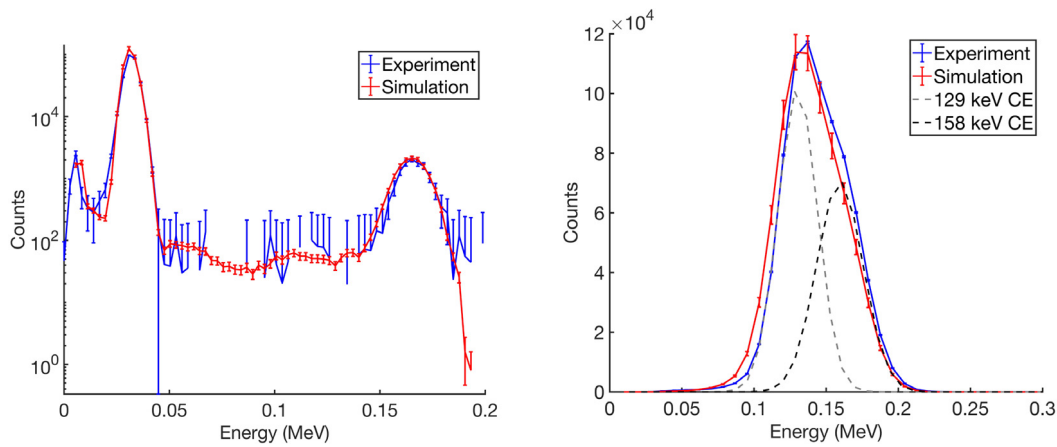 Experiment
Simulation
Counts
10^4
10^2
10^0
0
0.05
0.1
0.15
0.2
Energy (MeV)
×10^4
12
10
8
6
4
2
0
Experiment
Simulation
129 keV CE
158 keV CE
Counts
0
0.05
0.1
0.15
0.2
0.25
0.3
Energy (MeV)